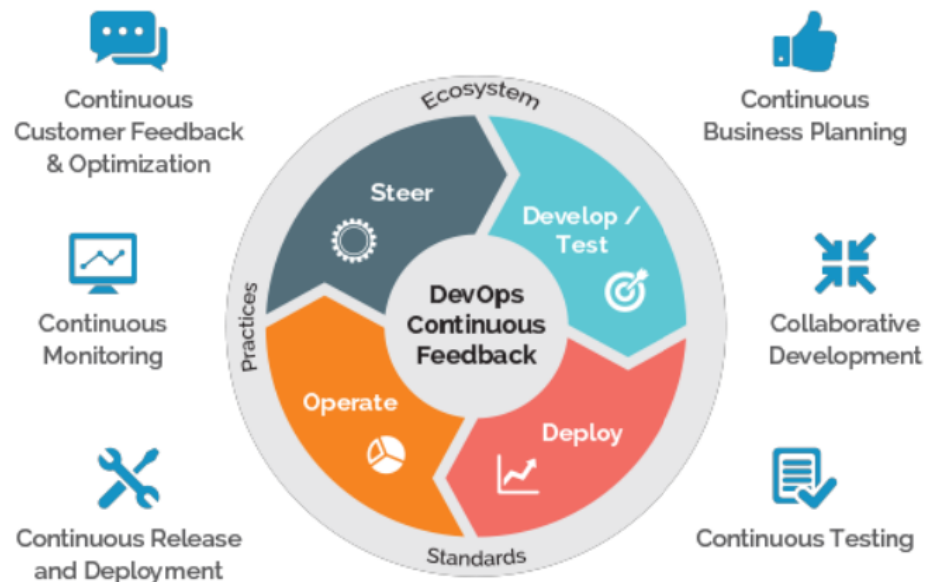 Continuous
Customer Feedback
& Optimization
Continuous
Business Planning
Ecosystem
Steer
Develop /
Test
Practices
DevOps
Continuous
Feedback
Continuous
Monitoring
Collaborative
Development
Operate
Deploy
Standards
Continuous Release
and Deployment
Continuous Testing